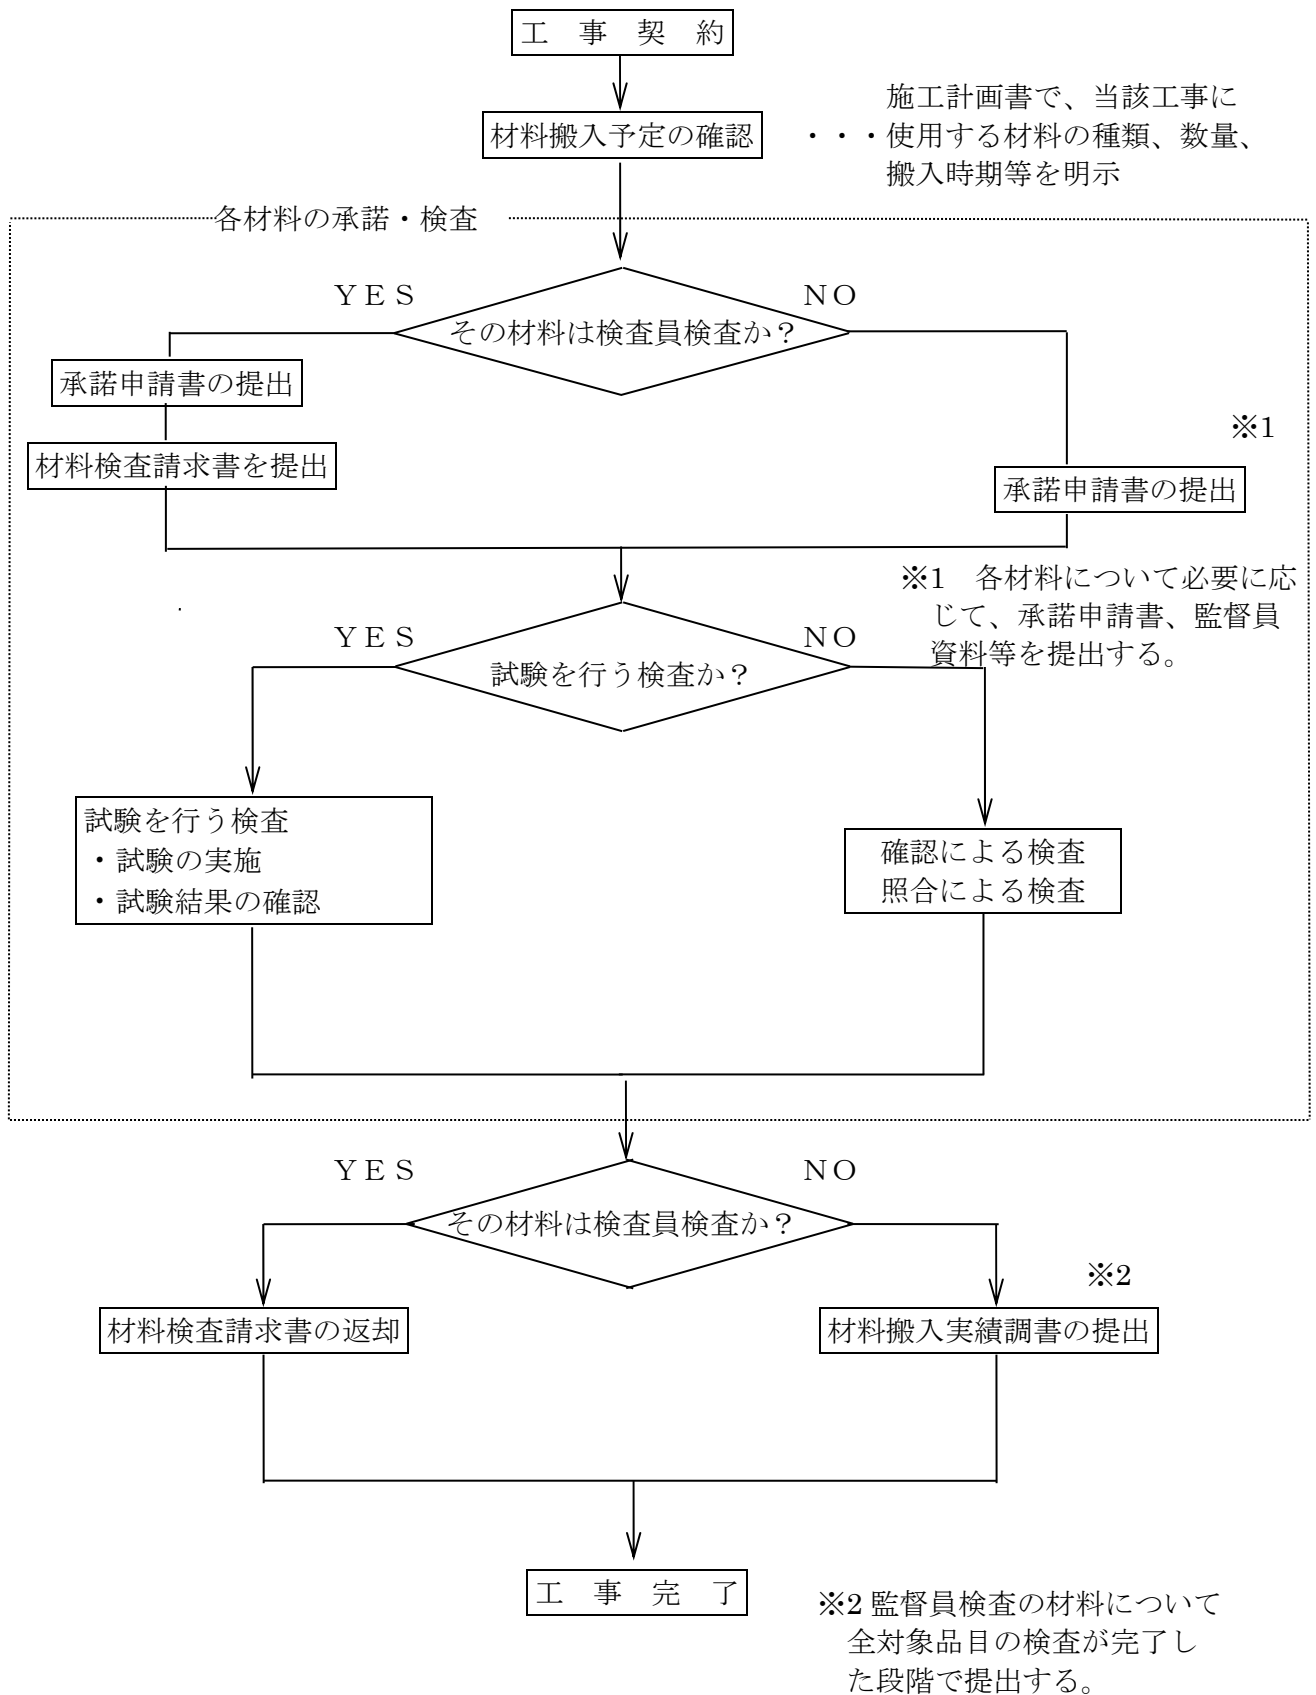 工　事　契　約
施工計画書で、当該工事に
材料搬入予定の確認
・・・使用する材料の種類、数量、
搬入時期等を明示
各材料の承諾・検査
ＹＥＳ
ＮＯ
その材料は検査員検査か？
承諾申請書の提出
※1
材料検査請求書を提出
承諾申請書の提出
※1　各材料について必要に応
じて、承諾申請書、監督員
資料等を提出する。
ＹＥＳ
ＮＯ
試験を行う検査か？
試験を行う検査
・試験の実施
・試験結果の確認
確認による検査
照合による検査
ＹＥＳ
ＮＯ
その材料は検査員検査か？
※2
材料検査請求書の返却
材料搬入実績調書の提出
工　事　完　了
※2 監督員検査の材料について
全対象品目の検査が完了し
た段階で提出する。